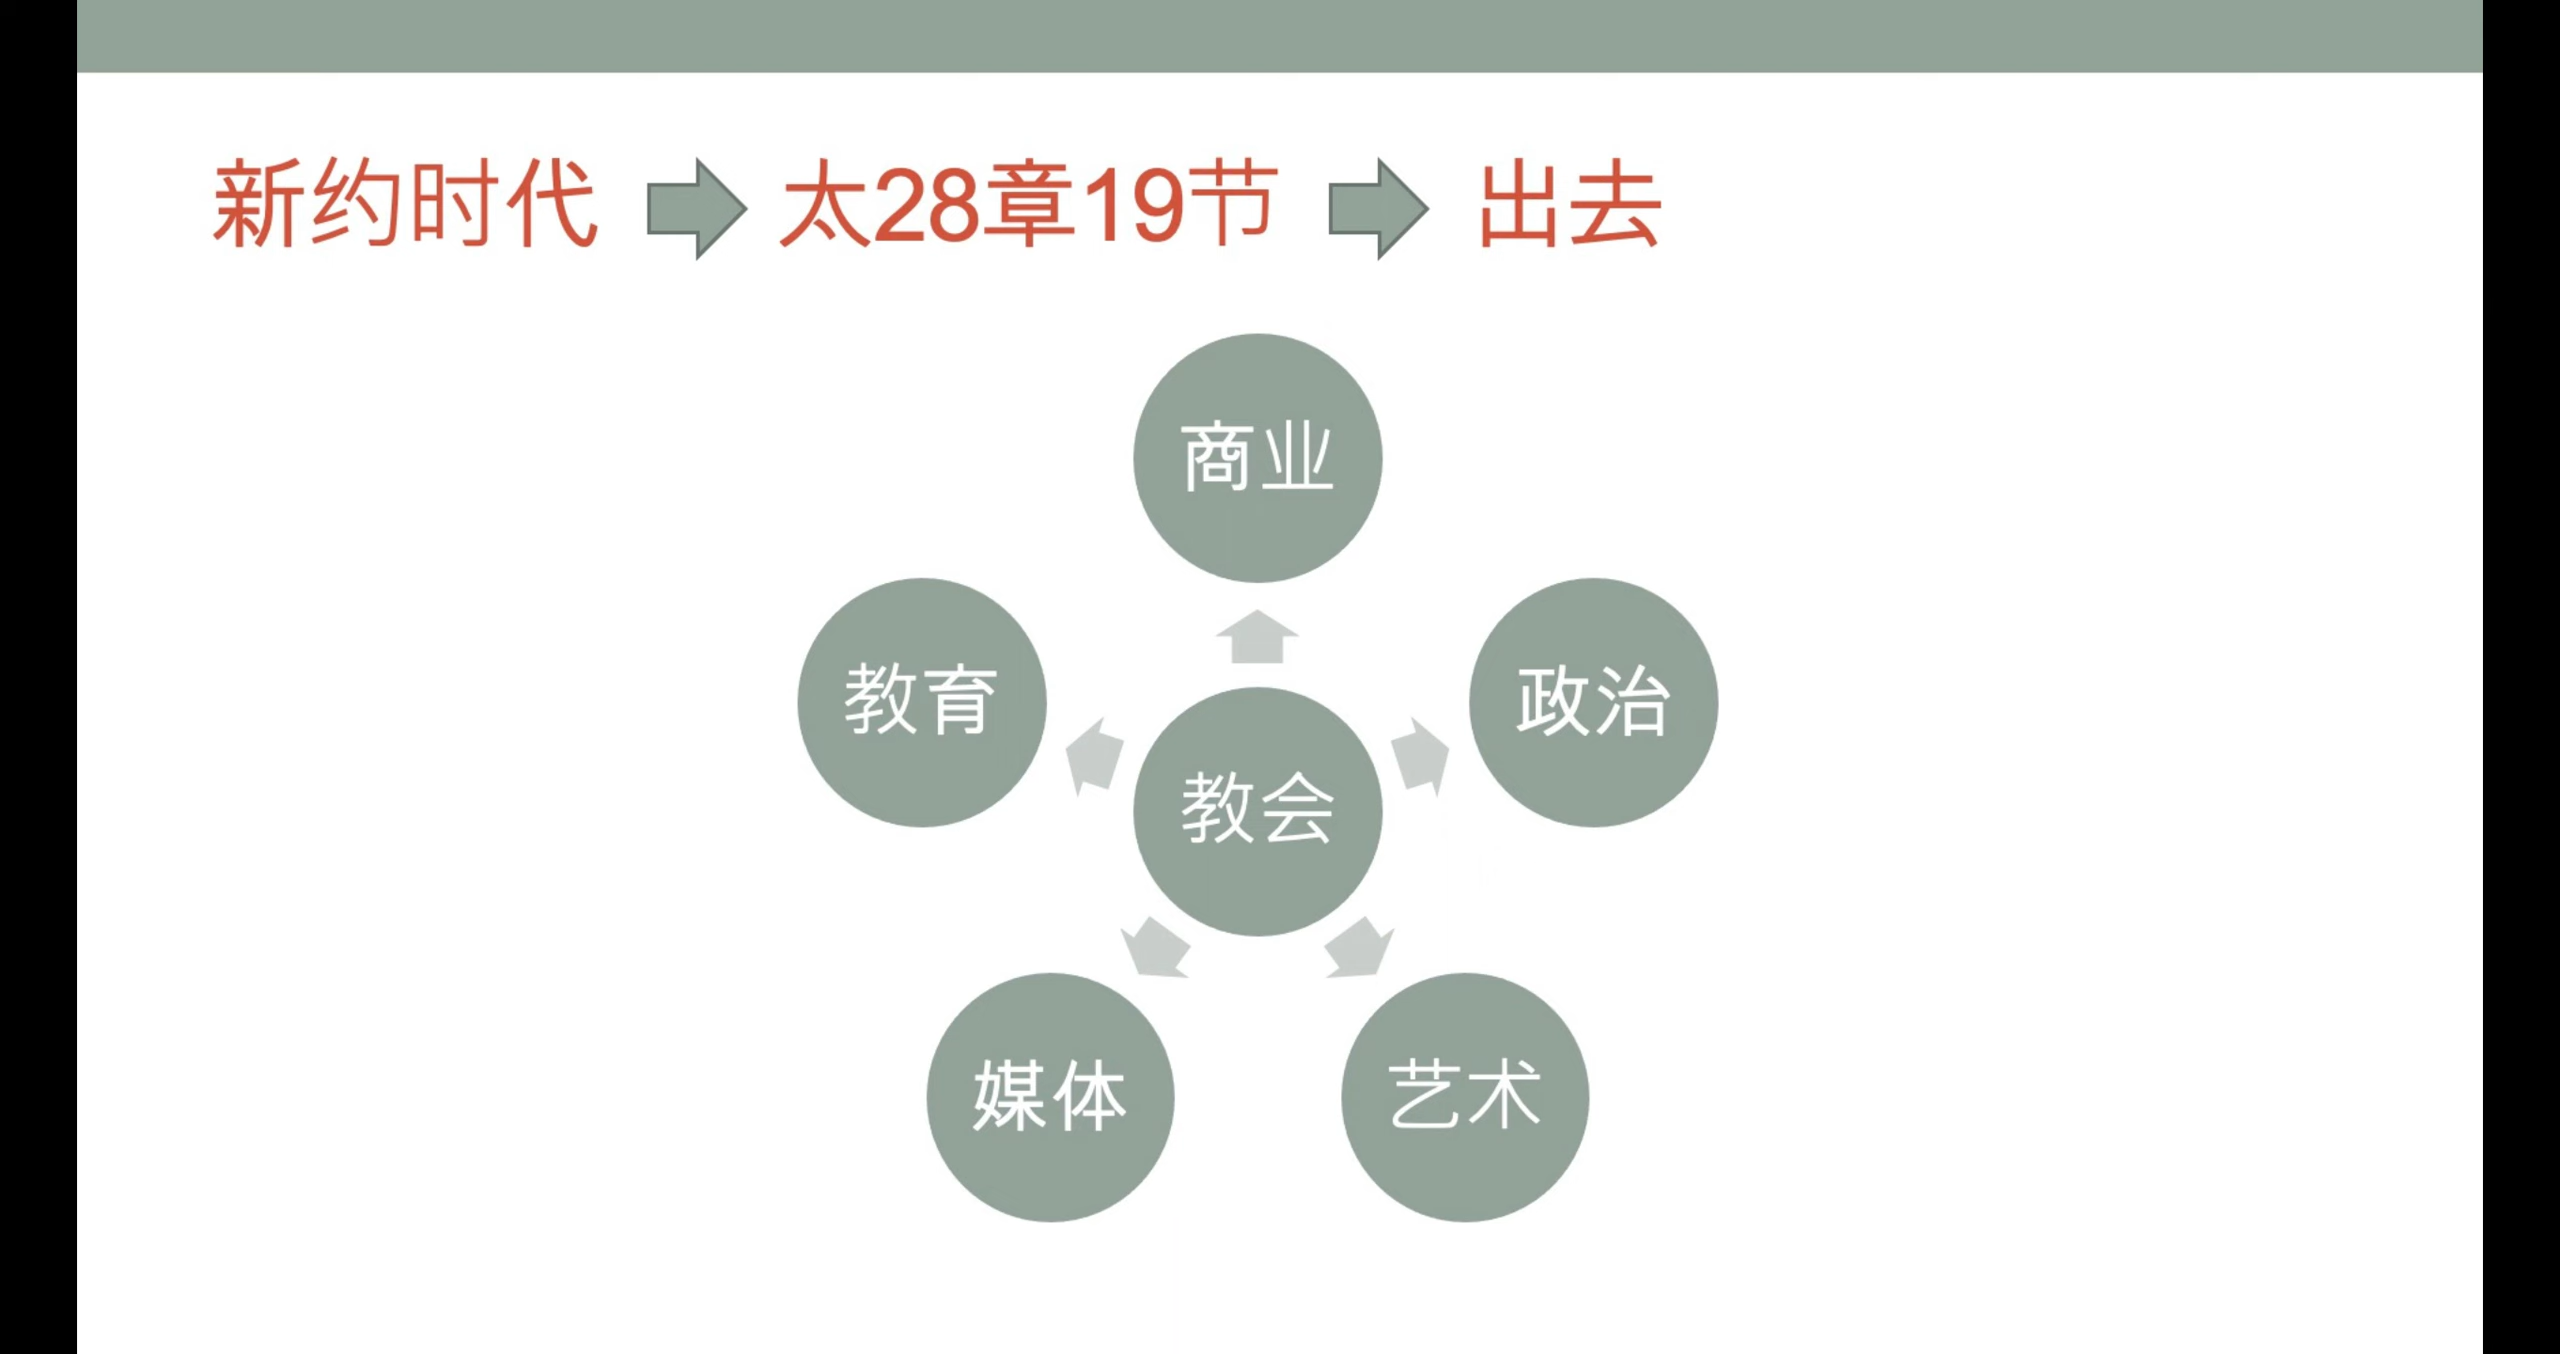 新约时代 太28章19节 出去
商业
教育
政治
教会
媒体
艺术